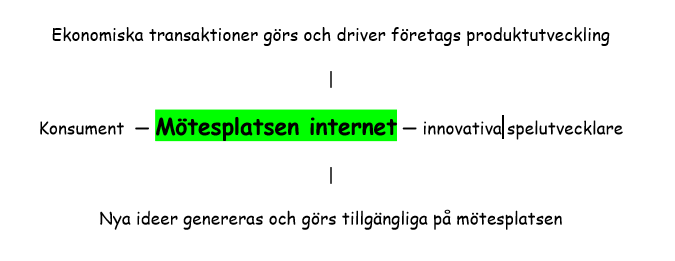 Ekonomiska transaktioner görs och driver företags produktutveckling
|
Konsument – Mötesplatsen internet – innovativa spelutvecklare
|
Nya ideer genereras och görs tillgängliga på mötesplatsen